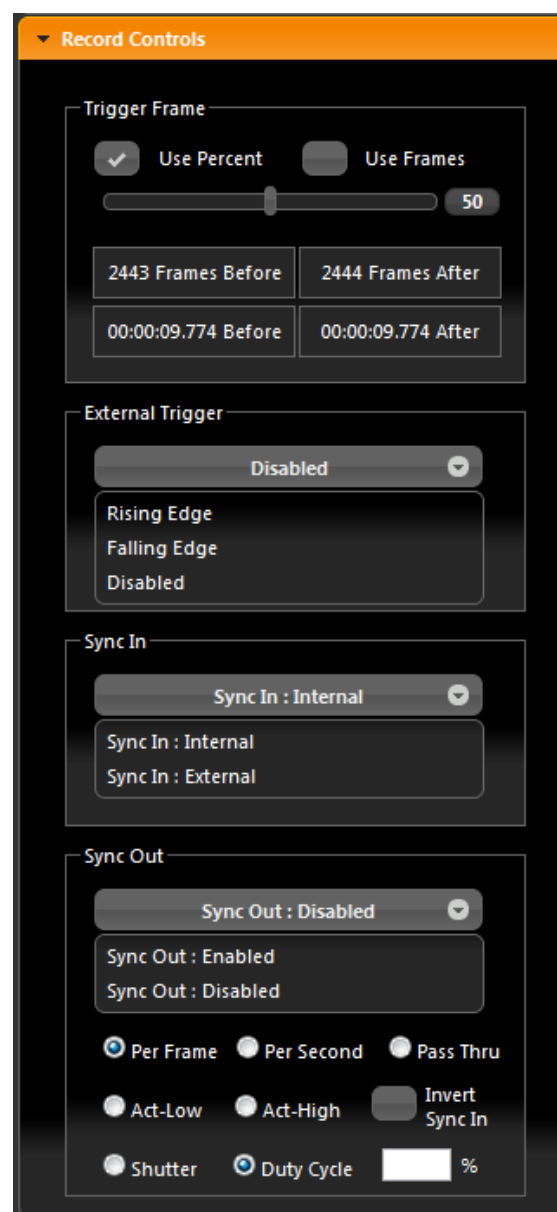 Record Controls
Trigger Frame
Use Percent Use Frames
50
2443 Frames Before 2444 Frames After
00:00:09.774 Before 00:00:09.774 After
External Trigger
Disabled
Rising Edge
Falling Edge
Disabled
Sync In
Sync In : Internal
Sync In : Internal
Sync In : External
Sync Out
Sync Out : Disabled
Sync Out : Enabled
Sync Out : Disabled
Per Frame Per Second Pass Thru
Act-Low Act-High Invert
Sync In
Shutter Duty Cycle %